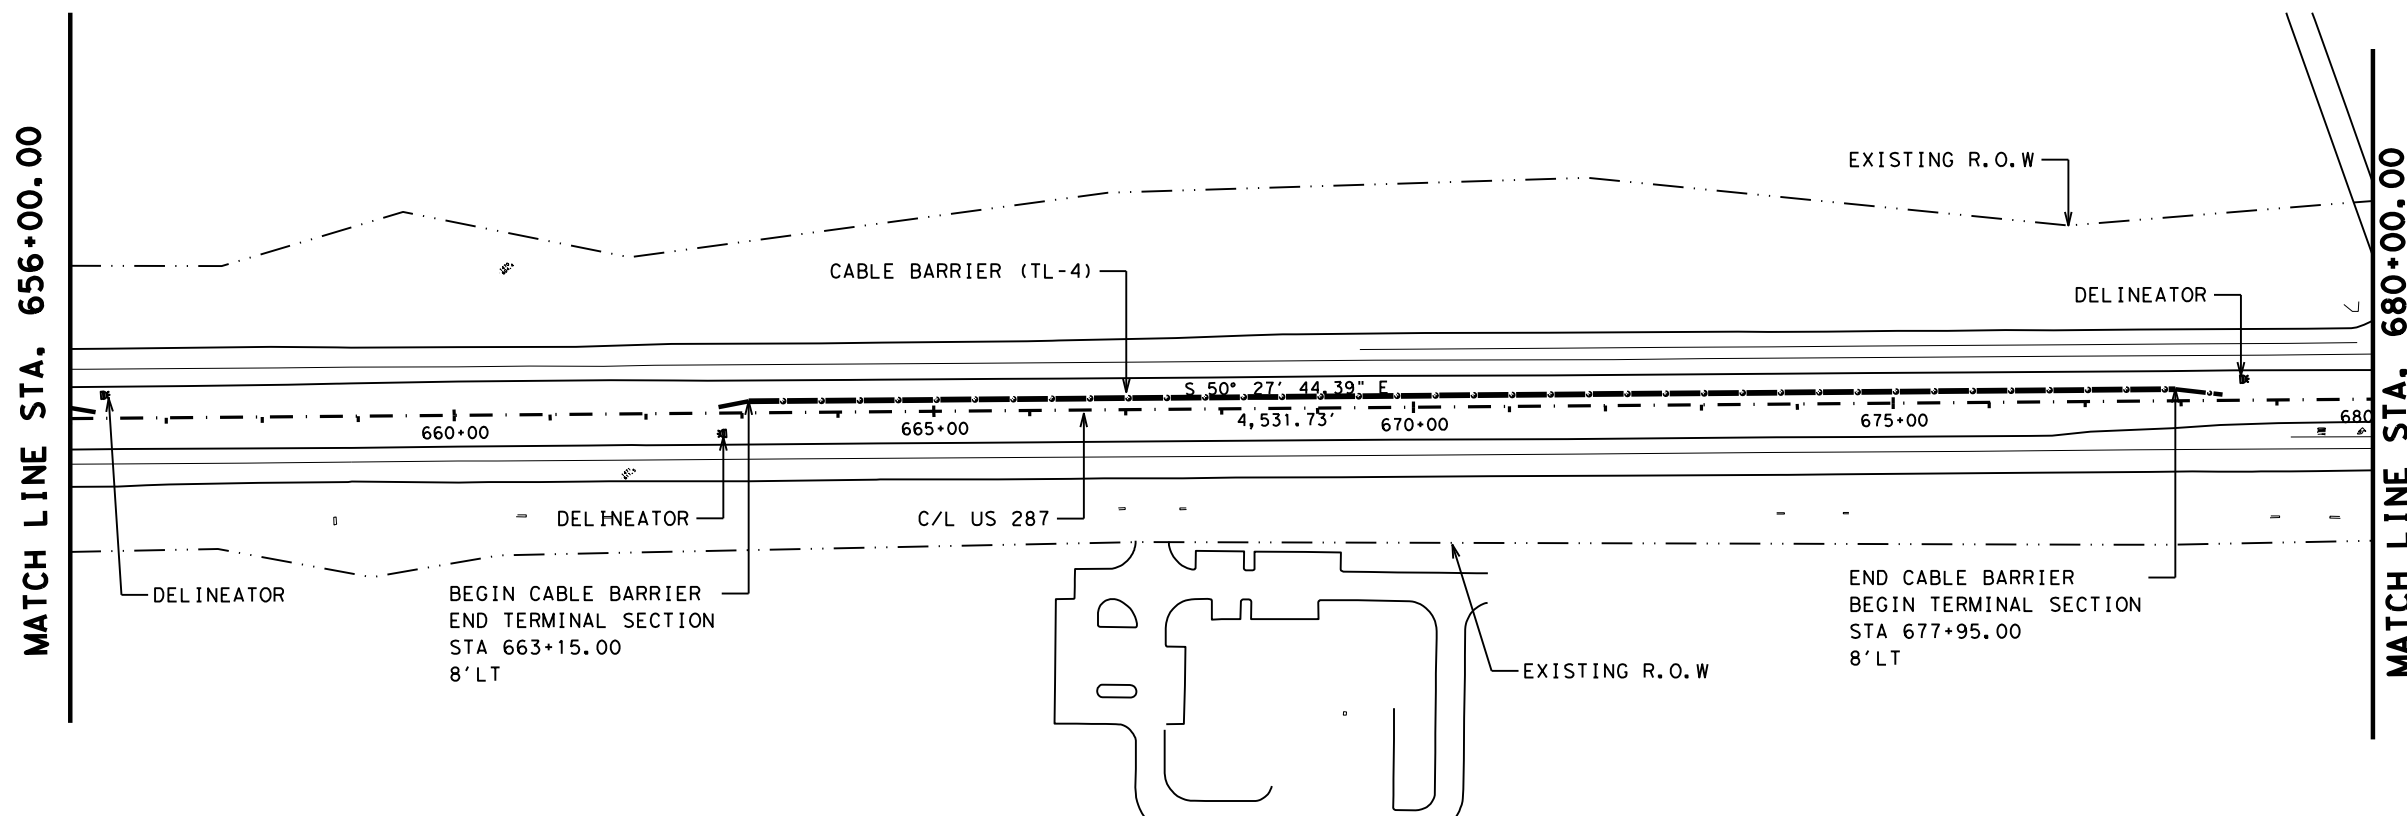 MATCH LINE STA. 656+00.00
EXISTING R.O.W
CABLE BARRIER (TL-4)
DELINEATOR
S 50° 27' 44.39" E
4,531.73'
660+00
665+00
670+00
675+00
680
DELINEATOR
C/L US 287
DELINEATOR
BEGIN CABLE BARRIER
END TERMINAL SECTION
STA 663+15.00
8'LT
END CABLE BARRIER
BEGIN TERMINAL SECTION
STA 677+95.00
8'LT
EXISTING R.O.W
MATCH LINE STA. 680+00.00